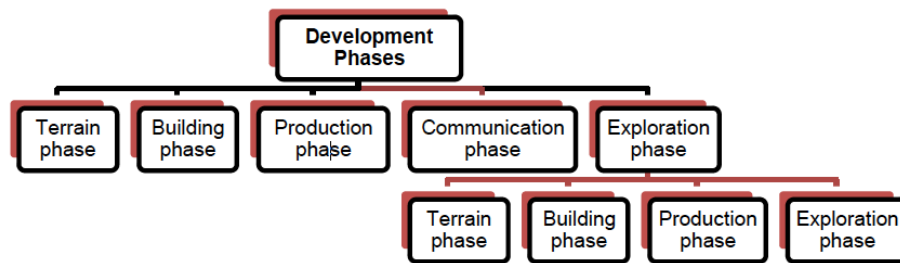 Development
Phases
Terrain
phase
Building
phase
Production
phase
Communication
phase
Exploration
phase
Terrain
phase
Building
phase
Production
phase
Exploration
phase